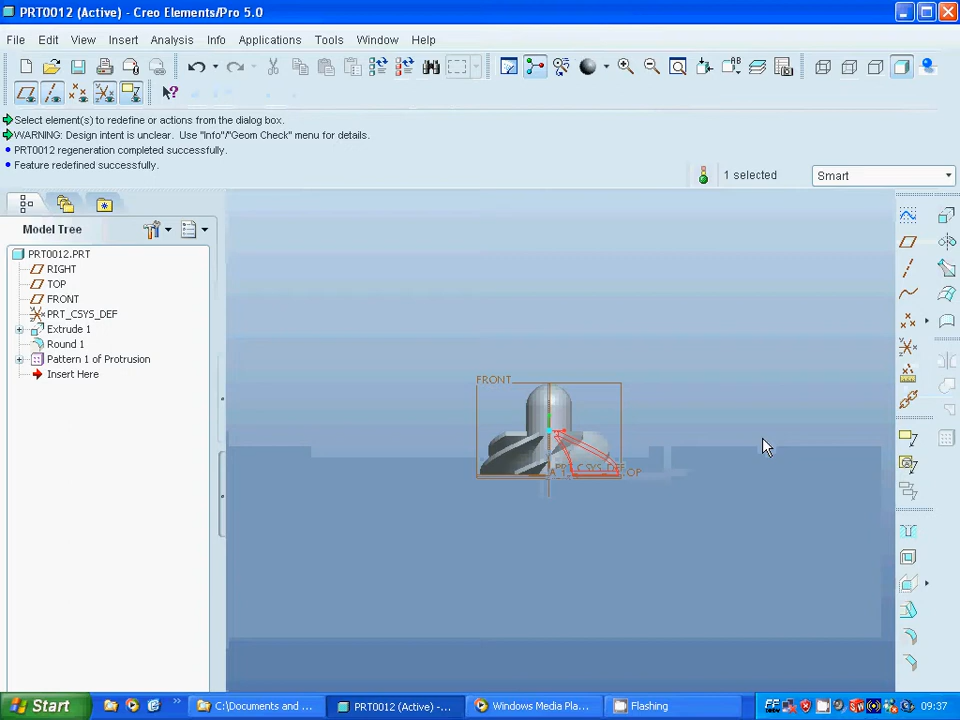 PRT0012 (Active) - Creo Elements/Pro 5.0
File Edit View Insert Analysis Info Applications Tools Window Help
Select element(s) to redefine or actions from the dialog box.
WARNING: Design intent is unclear. Use "Info"/"Geom Check" menu for details.
PRT0012 regeneration completed successfully.
Feature redefined successfully.
1 selected
Smart
Model Tree
PRT0012.PRT
RIGHT
TOP
FRONT
PRT_CSYS_DEF
Extrude 1
Round 1
Pattern 1 of Protrusion
Insert Here
FRONT
PRT_CSYS_DEF
Start C:\Documents and ... PRT0012 (Active) -... Windows Media Pla... Flashing 09:37